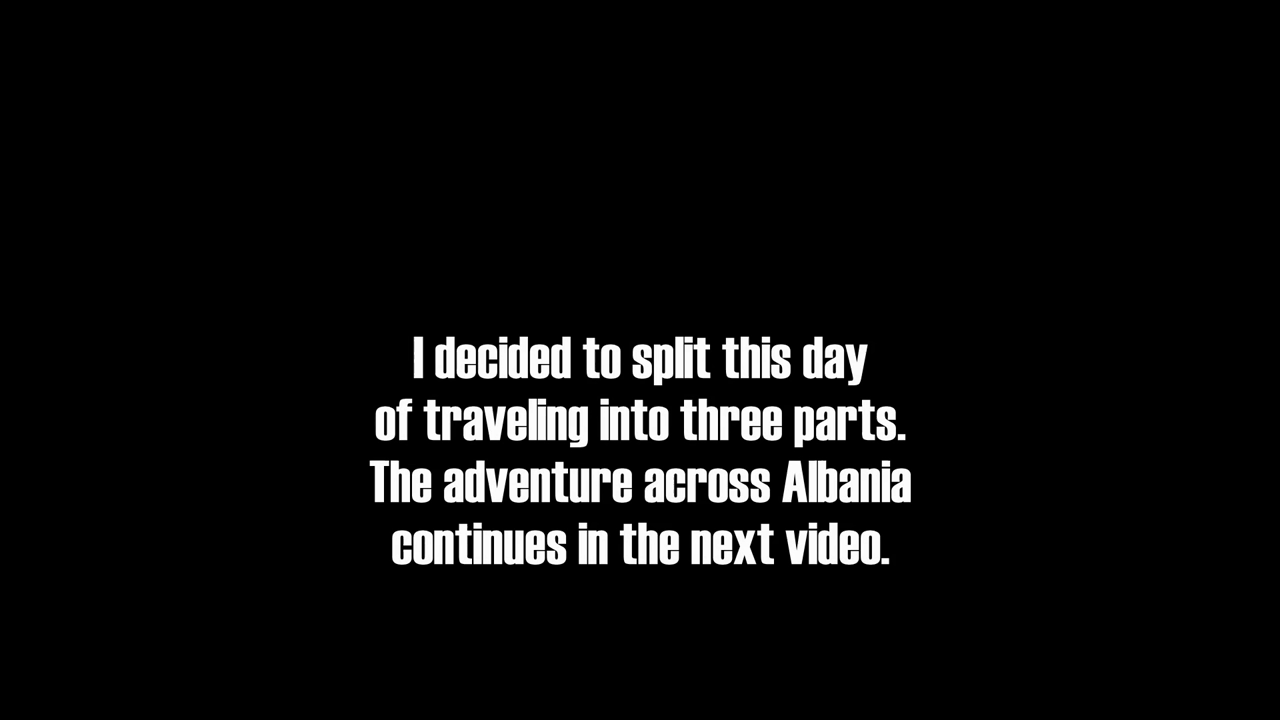 I decided to split this day
of traveling into three parts.
The adventure across Albania
continues in the next video.